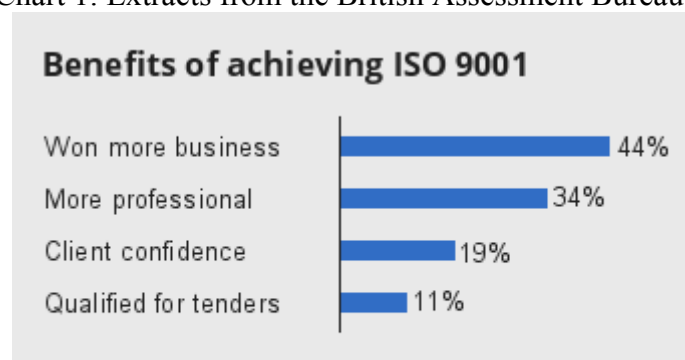 Chart 1: Extracts from the British Assessment Bureau
Benefits of achieving ISO 9001
Won more business 44%
More professional 34%
Client confidence 19%
Qualified for tenders 11%